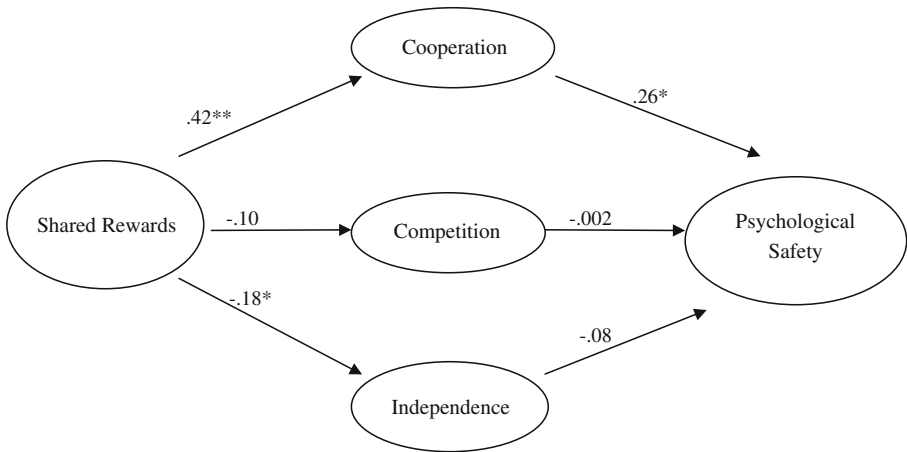 Cooperation
.42**
.26*
Shared Rewards
-.10
Competition
-.002
Psychological
Safety
-.18*
-.08
Independence